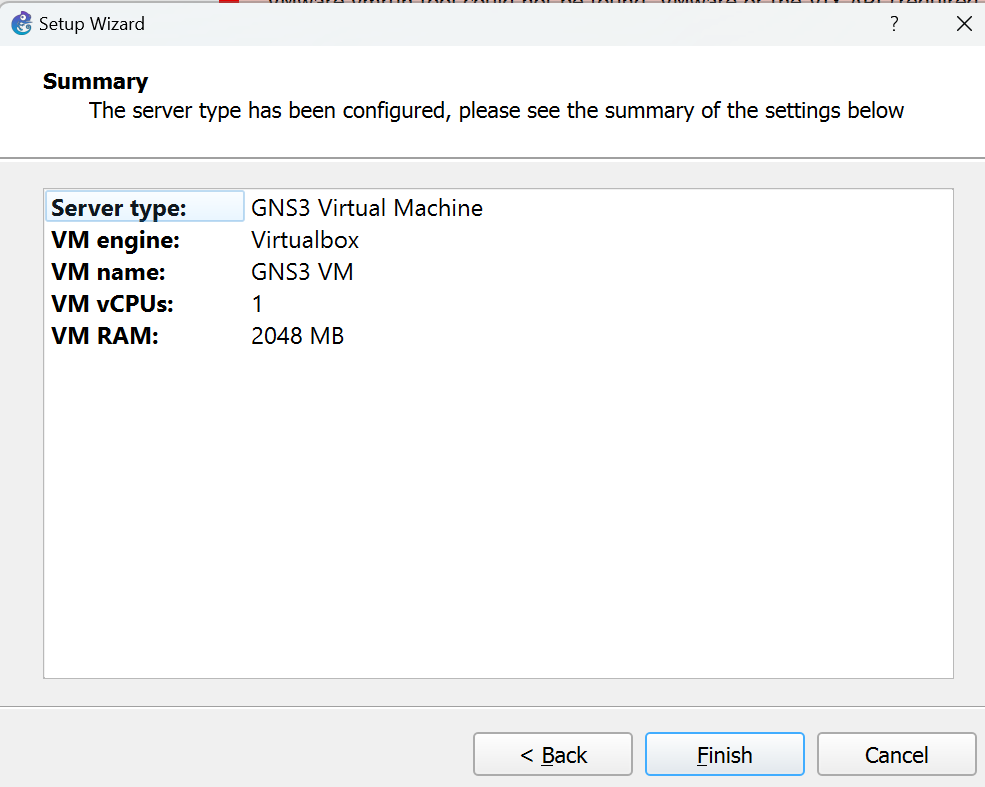 Setup Wizard
?
Summary
The server type has been configured, please see the summary of the settings below
Server type: GNS3 Virtual Machine
VM engine: Virtualbox
VM name: GNS3 VM
VM vCPUs: 1
VM RAM: 2048 MB
< Back
Finish
Cancel